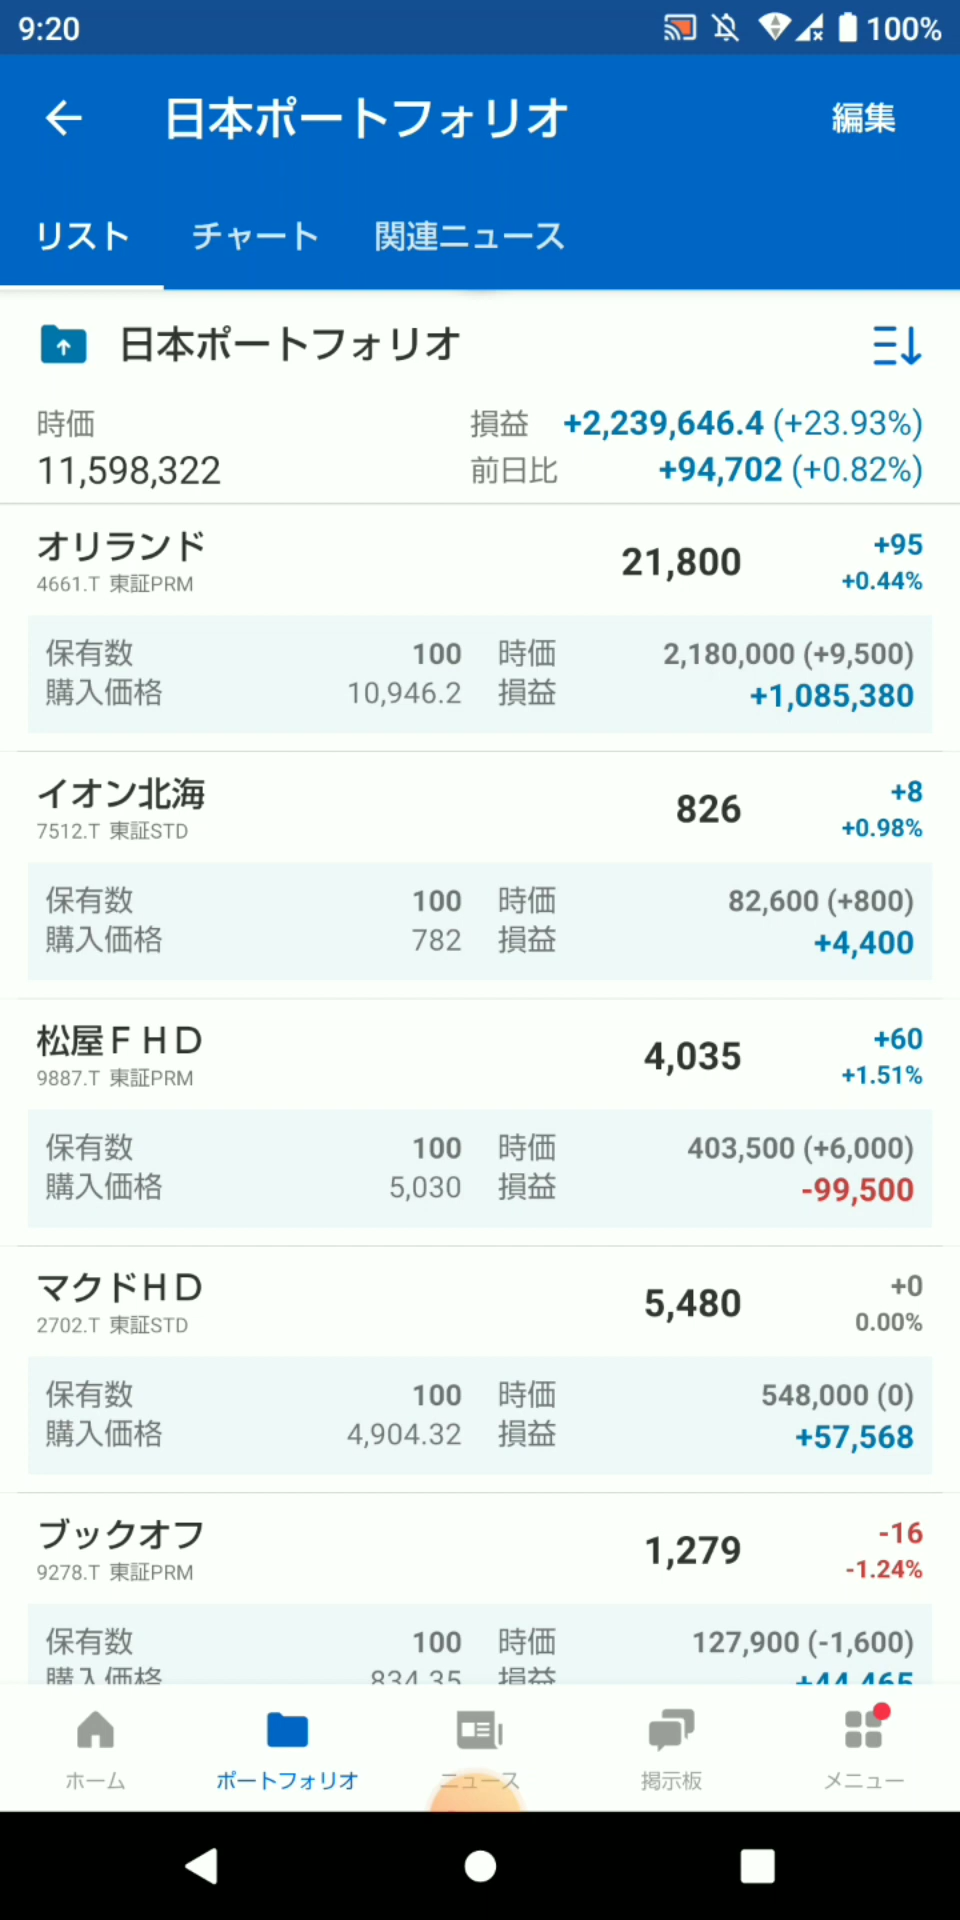 9:20 100%
日本ポートフォリオ 編集
リスト チャート 関連ニュース
日本ポートフォリオ
時価 損益 +2,239,646.4 (+23.93%)
11,598,322 前日比 +94,702 (+0.82%)
オリランド 21,800 +95
4661.T 東証PRM +0.44%
保有数 100 時価 2,180,000 (+9,500)
購入価格 10,946.2 損益 +1,085,380
イオン北海 826 +8
7512.T 東証STD +0.98%
保有数 100 時価 82,600 (+800)
購入価格 782 損益 +4,400
松屋ＦＨＤ 4,035 +60
9887.T 東証PRM +1.51%
保有数 100 時価 403,500 (+6,000)
購入価格 5,030 損益 -99,500
マクドＨＤ 5,480 +0
2702.T 東証STD 0.00%
保有数 100 時価 548,000 (0)
購入価格 4,904.32 損益 +57,568
ブックオフ 1,279 -16
9278.T 東証PRM -1.24%
保有数 100 時価 127,900 (-1,600)
購入価格 834.35 損益 +44,465
ホーム ポートフォリオ ニュース 掲示板 メニュー